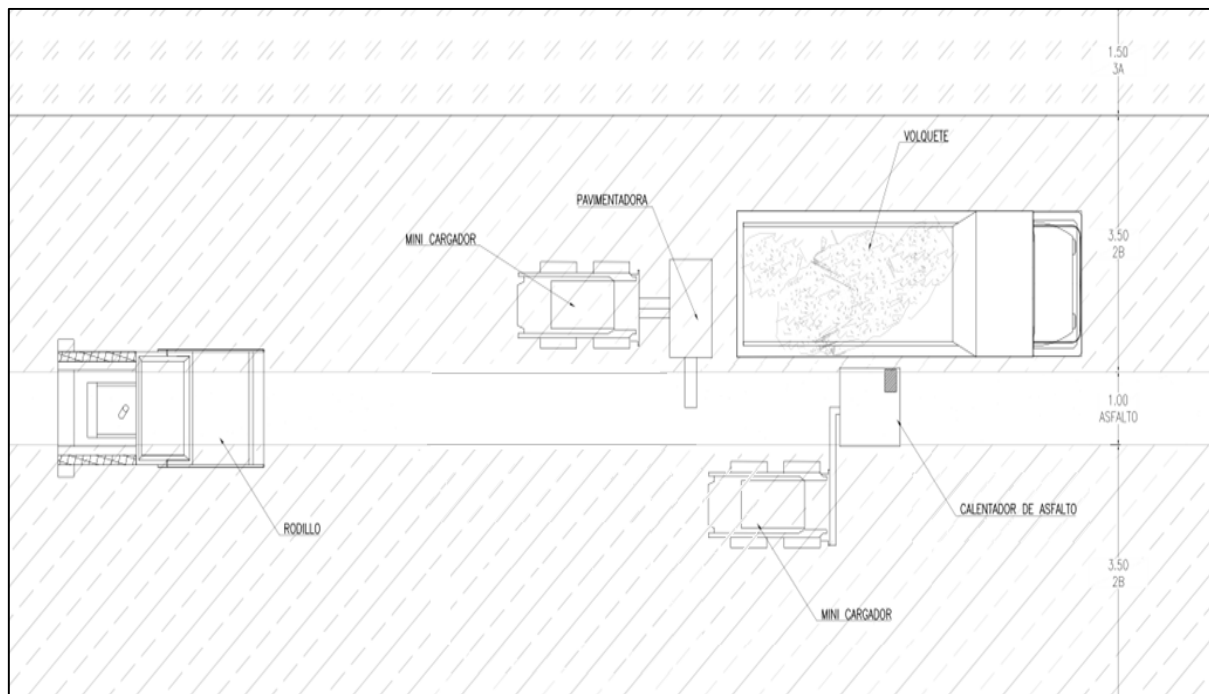 1.50
3A
VOLQUETE
PAVIMENTADORA
MINI CARGADOR
3.50
2B
1.00
ASFALTO
RODILLO
CALENTADOR DE ASFALTO
3.50
2B
MINI CARGADOR